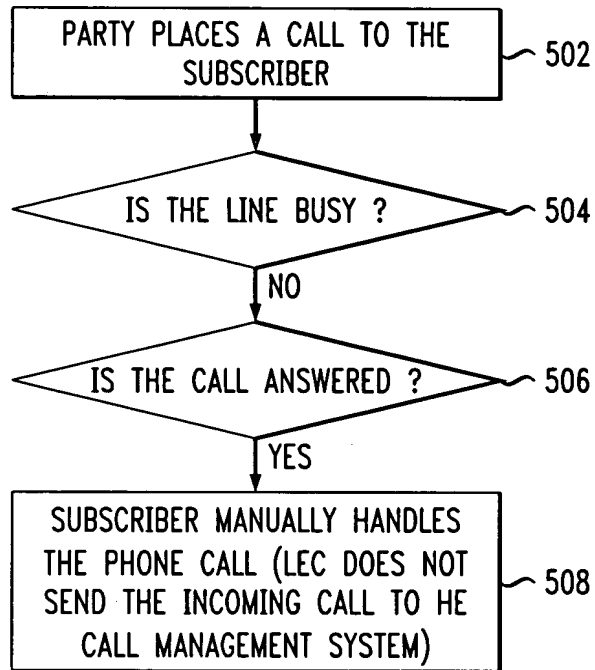 PARTY PLACES A CALL TO THE
SUBSCRIBER
502
IS THE LINE BUSY ?
504
NO
IS THE CALL ANSWERED ?
506
YES
SUBSCRIBER MANUALLY HANDLES
THE PHONE CALL (LEC DOES NOT
SEND THE INCOMING CALL TO HE
CALL MANAGEMENT SYSTEM)
508